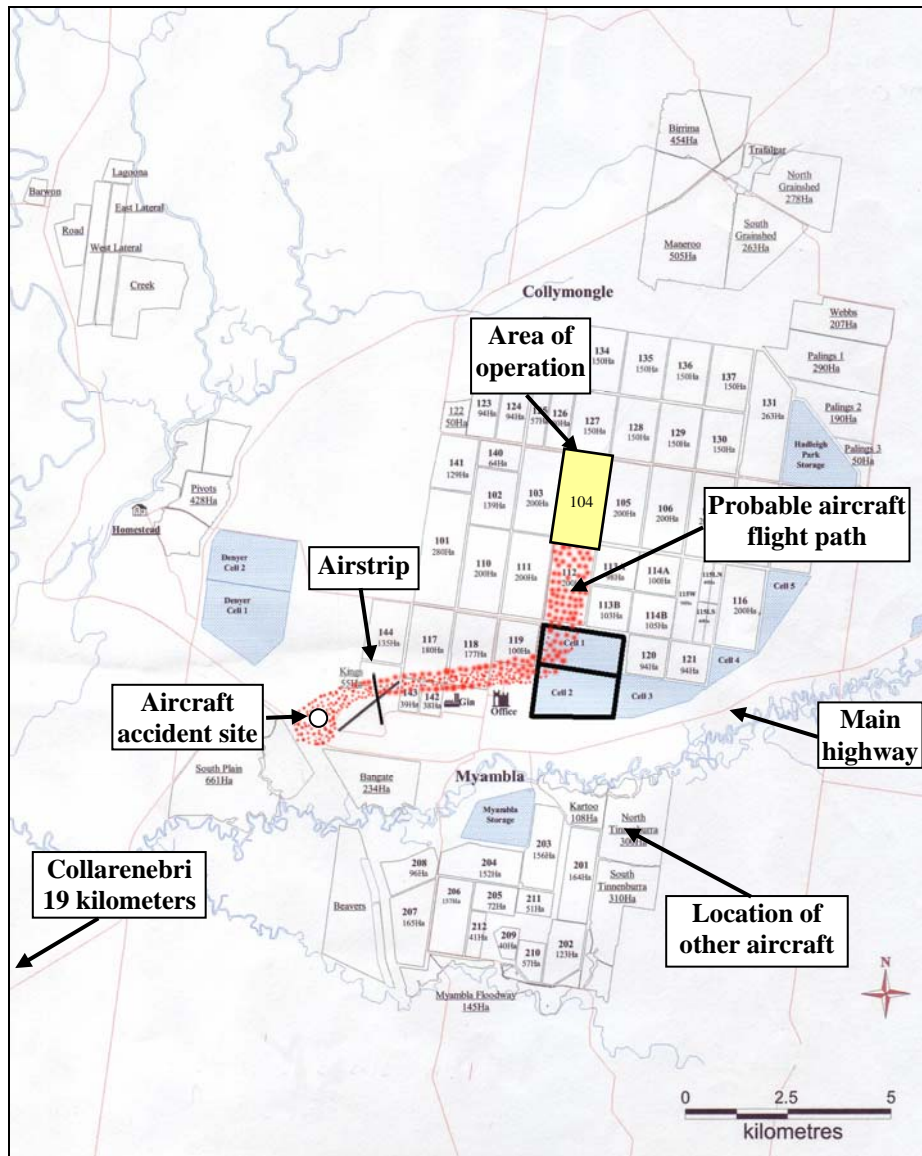 Birrima
454Ha
Trafalgar
North
Grainshed
278Ha
Lagoona
Barwon
East Lateral
Road
West Lateral
Creek
South
Grainshed
263Ha
Maneroo
505Ha
Collymongle
Webbs
207Ha
Area of
operation
134
150Ha
135
150Ha
136
150Ha
137
150Ha
Palings 1
290Ha
131
263Ha
Palings 2
190Ha
Palings 3
50Ha
122
50Ha
123
94Ha
124
94Ha
57Ha
126
127
150Ha
128
150Ha
129
150Ha
130
150Ha
Hadleigh
Park
Storage
140
64Ha
141
129Ha
102
139Ha
103
200Ha
104
105
200Ha
106
200Ha
Pivots
428Ha
Homestead
Probable aircraft
flight path
101
280Ha
110
200Ha
111
200Ha
112
114A
100Ha
115W
115LN
115LS
116
200Ha
Cell 5
Denyer
Cell 2
Denyer
Cell 1
Airstrip
113B
103Ha
114B
105Ha
144
135Ha
117
180Ha
118
177Ha
119
100Ha
Cell 1
120
94Ha
121
94Ha
Cell 4
Kings
143
39Ha
142
38Ha
Gin
Office
Cell 2
Cell 3
Aircraft
accident site
Main
highway
South Plain
661Ha
Bangate
234Ha
Myambla
Myambla
Storage
Kartoo
108Ha
North
Tinnenburra
203
156Ha
201
164Ha
South
Tinnenburra
310Ha
208
96Ha
204
152Ha
Collarenebri
19 kilometers
Beavers
207
165Ha
206
205
72Ha
211
51Ha
212
41Ha
209
40Ha
210
57Ha
202
123Ha
Location of
other aircraft
Myambla Floodway
145Ha
N
0 2.5 5
kilometres